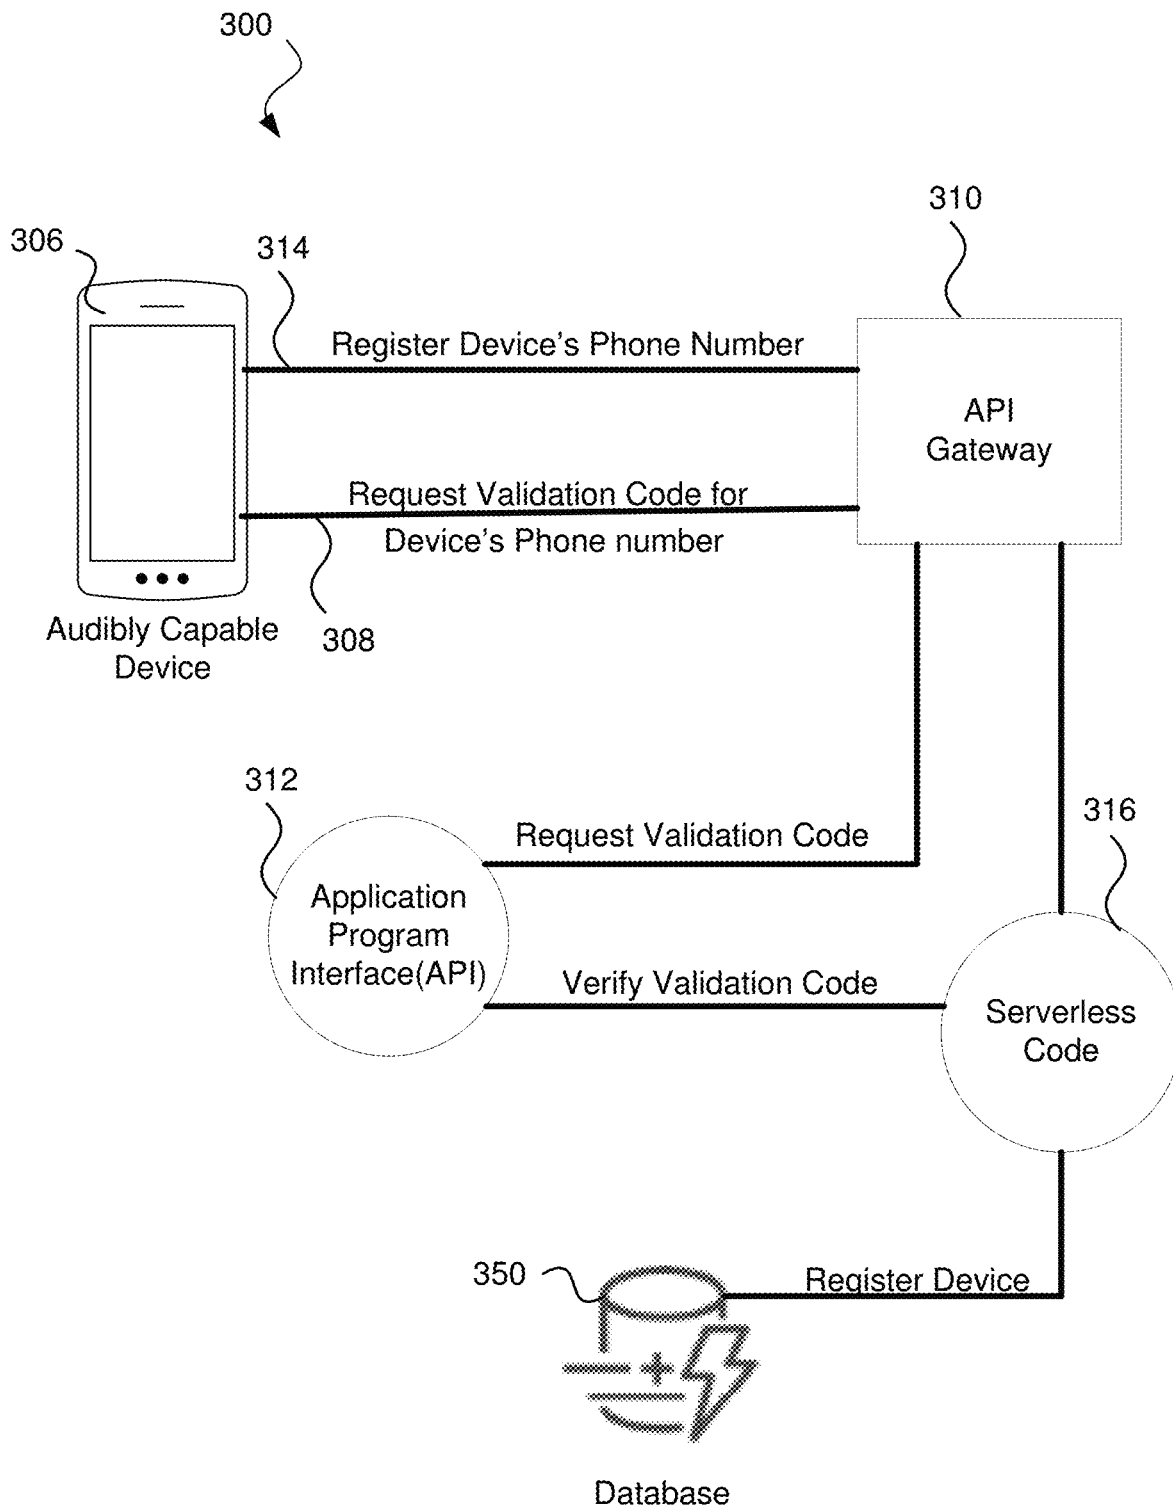 300
310
306
314
Register Device's Phone Number
API
Gateway
Request Validation Code for
Device's Phone number
Audibly Capable
Device
308
312
316
Request Validation Code
Application
Program
Interface(API)
Verify Validation Code
Serverless
Code
350
Register Device
Database